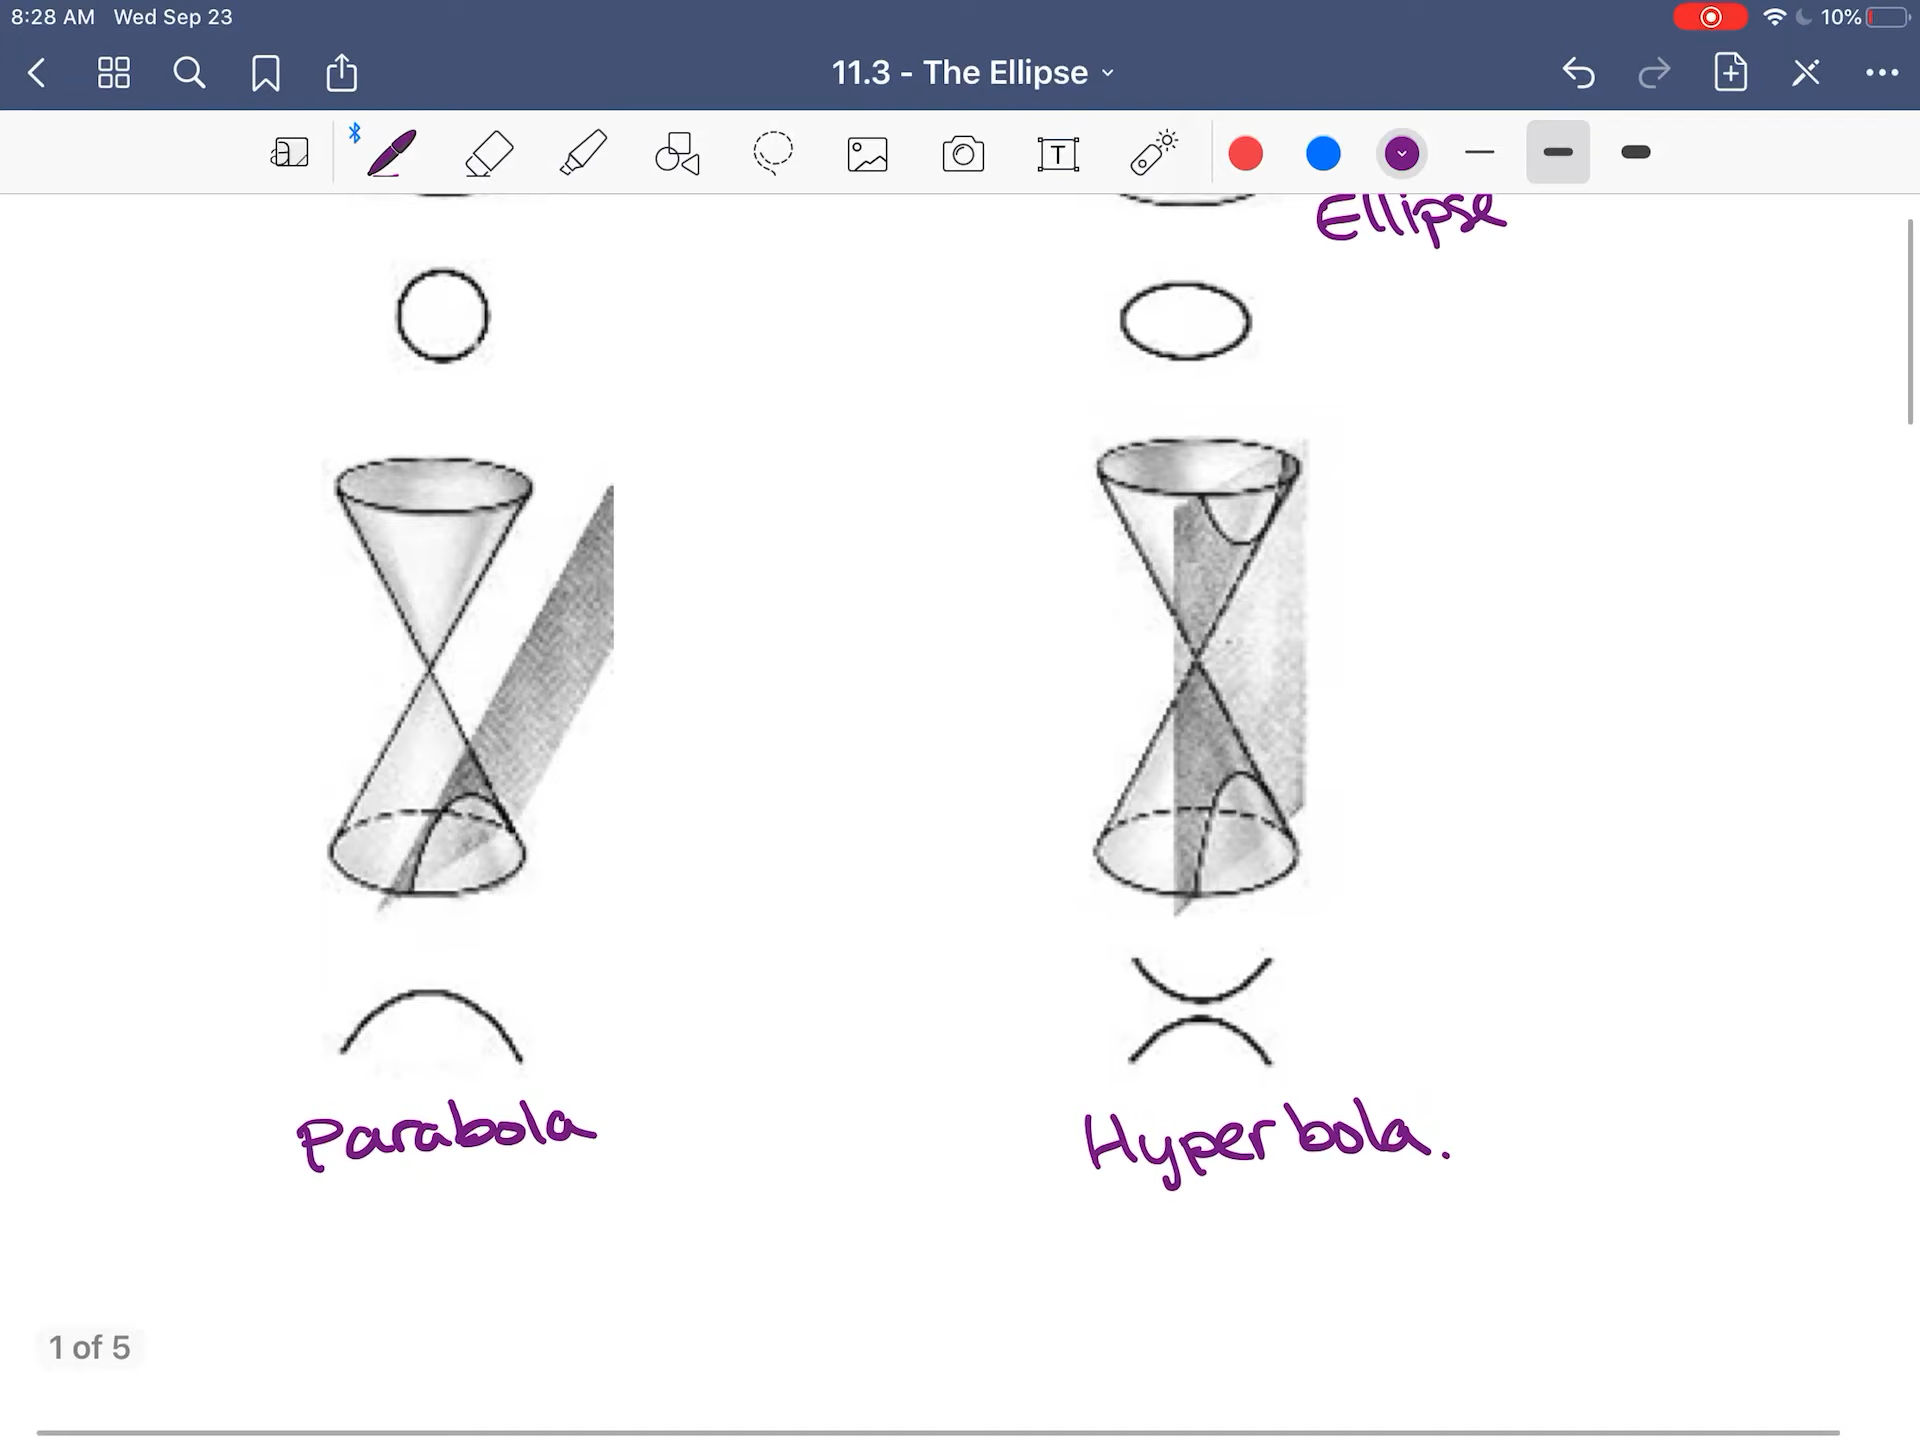 8:28 AM Wed Sep 23
10%
11.3 - The Ellipse
T
Ellipse
Parabola
Hyperbola.
1 of 5